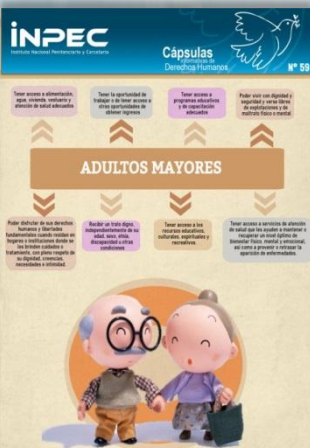 INPEC
Instituto Nacional Penitenciario y Carcelario
Cápsulas
Informativas de
Derechos Humanos
N° 59
Tener acceso a alimentación,
agua, vivienda, vestuario y
atención de salud adecuados
Tener la oportunidad de
trabajar o de tener acceso a
otras oportunidades de
obtener ingresos
Tener acceso a
programas educativos
y de capacitación
adecuados
Poder vivir con dignidad y
seguridad y verse libres
de explotaciones y de
maltrato físico o mental
ADULTOS MAYORES
Poder disfrutar de sus derechos
humanos y libertades
fundamentales cuando residan en
hogares o instituciones donde se
les brinden cuidados o
tratamiento, con pleno respeto de
su dignidad, creencias,
necesidades e intimidad.
Recibir un trato digno,
independientemente de su
edad, sexo, etnia,
discapacidad u otras
condiciones
Tener acceso a los
recursos educativos,
culturales, espirituales y
recreativos.
Tener acceso a servicios de atención
de salud que les ayuden a mantener o
recuperar un nivel óptimo de
bienestar físico, mental y emocional,
así como a prevenir o retrasar la
aparición de enfermedades.